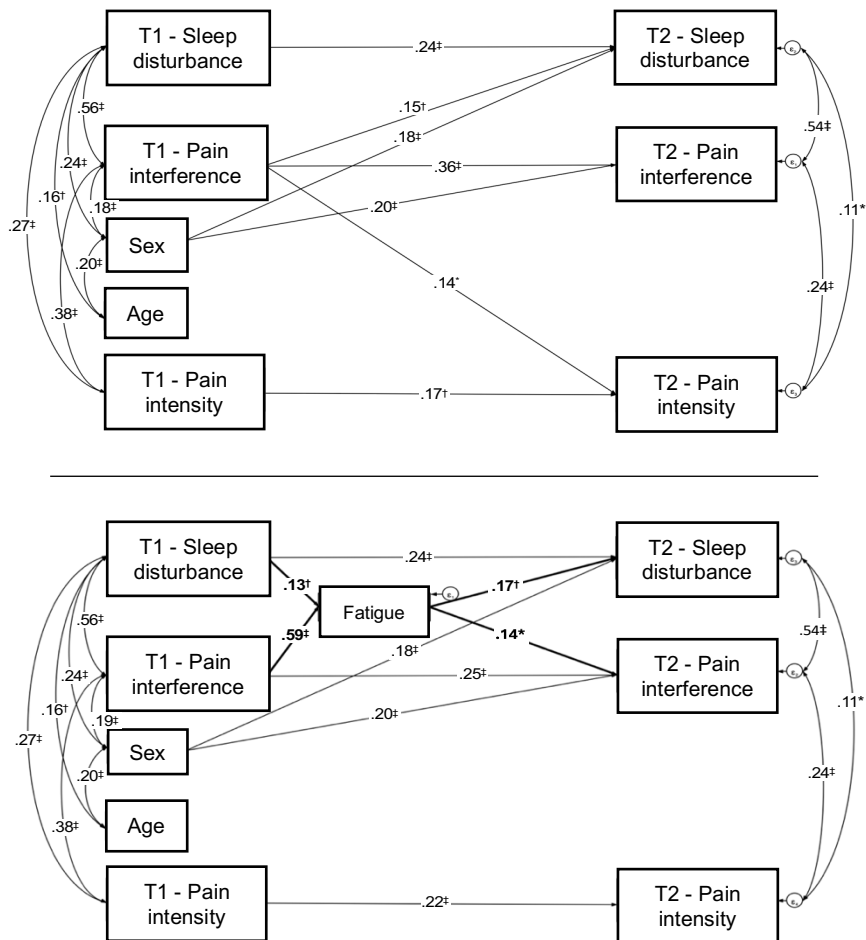 T1 - Sleep
disturbance
T2 - Sleep
disturbance
.24‡
.56‡
.15†
.18‡
.54‡
T1 - Pain
interference
T2 - Pain
interference
.24‡
.36‡
.16†
.18‡
.20‡
.11*
.27‡
Sex
.20‡
.14*
.24‡
Age
.38‡
T1 - Pain
intensity
T2 - Pain
intensity
.17†
T1 - Sleep
disturbance
T2 - Sleep
disturbance
.24‡
.13†
.17†
Fatigue
.56‡
.59‡
.14*
.54‡
.18‡
T1 - Pain
interference
T2 - Pain
interference
.24‡
.25‡
.16†
.19‡
.20‡
.11*
.27‡
Sex
.20‡
.24‡
Age
.38‡
T1 - Pain
intensity
T2 - Pain
intensity
.22‡